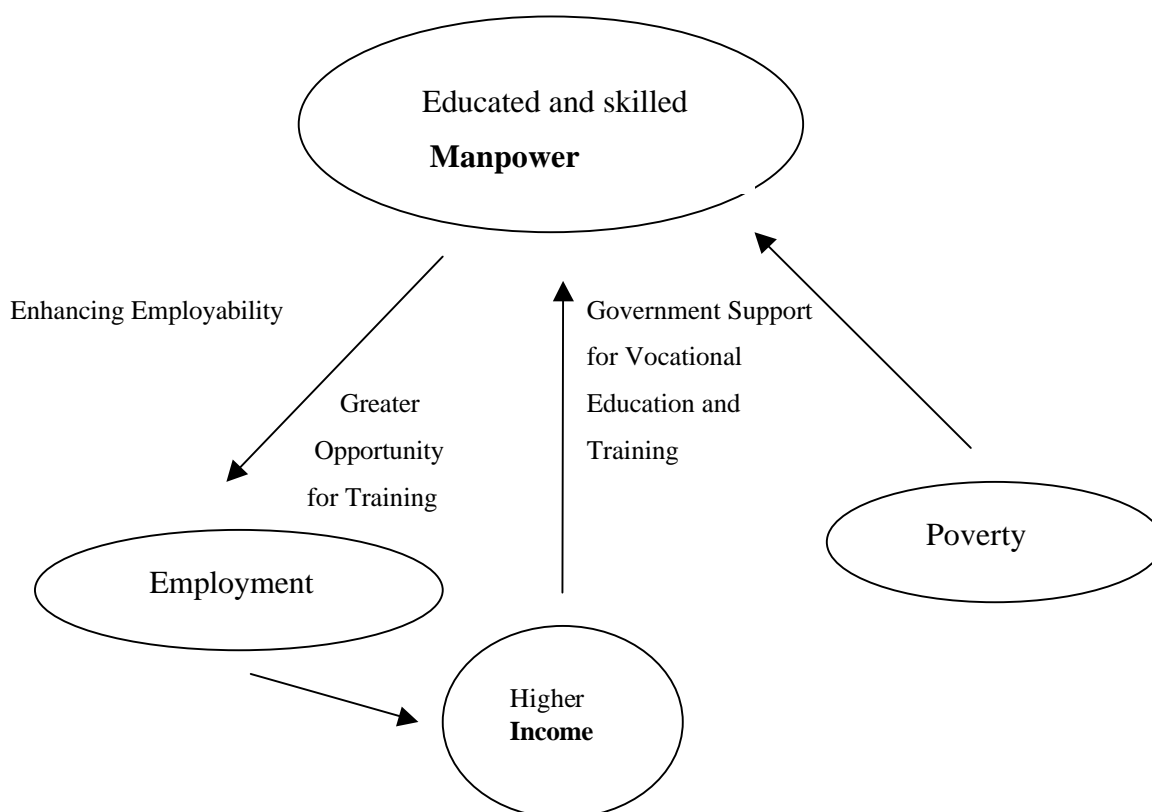 Educated and skilled
Manpower
Enhancing Employability
Greater
Opportunity
for Training
Government Support
for Vocational
Education and
Training
Poverty
Employment
Higher
Income